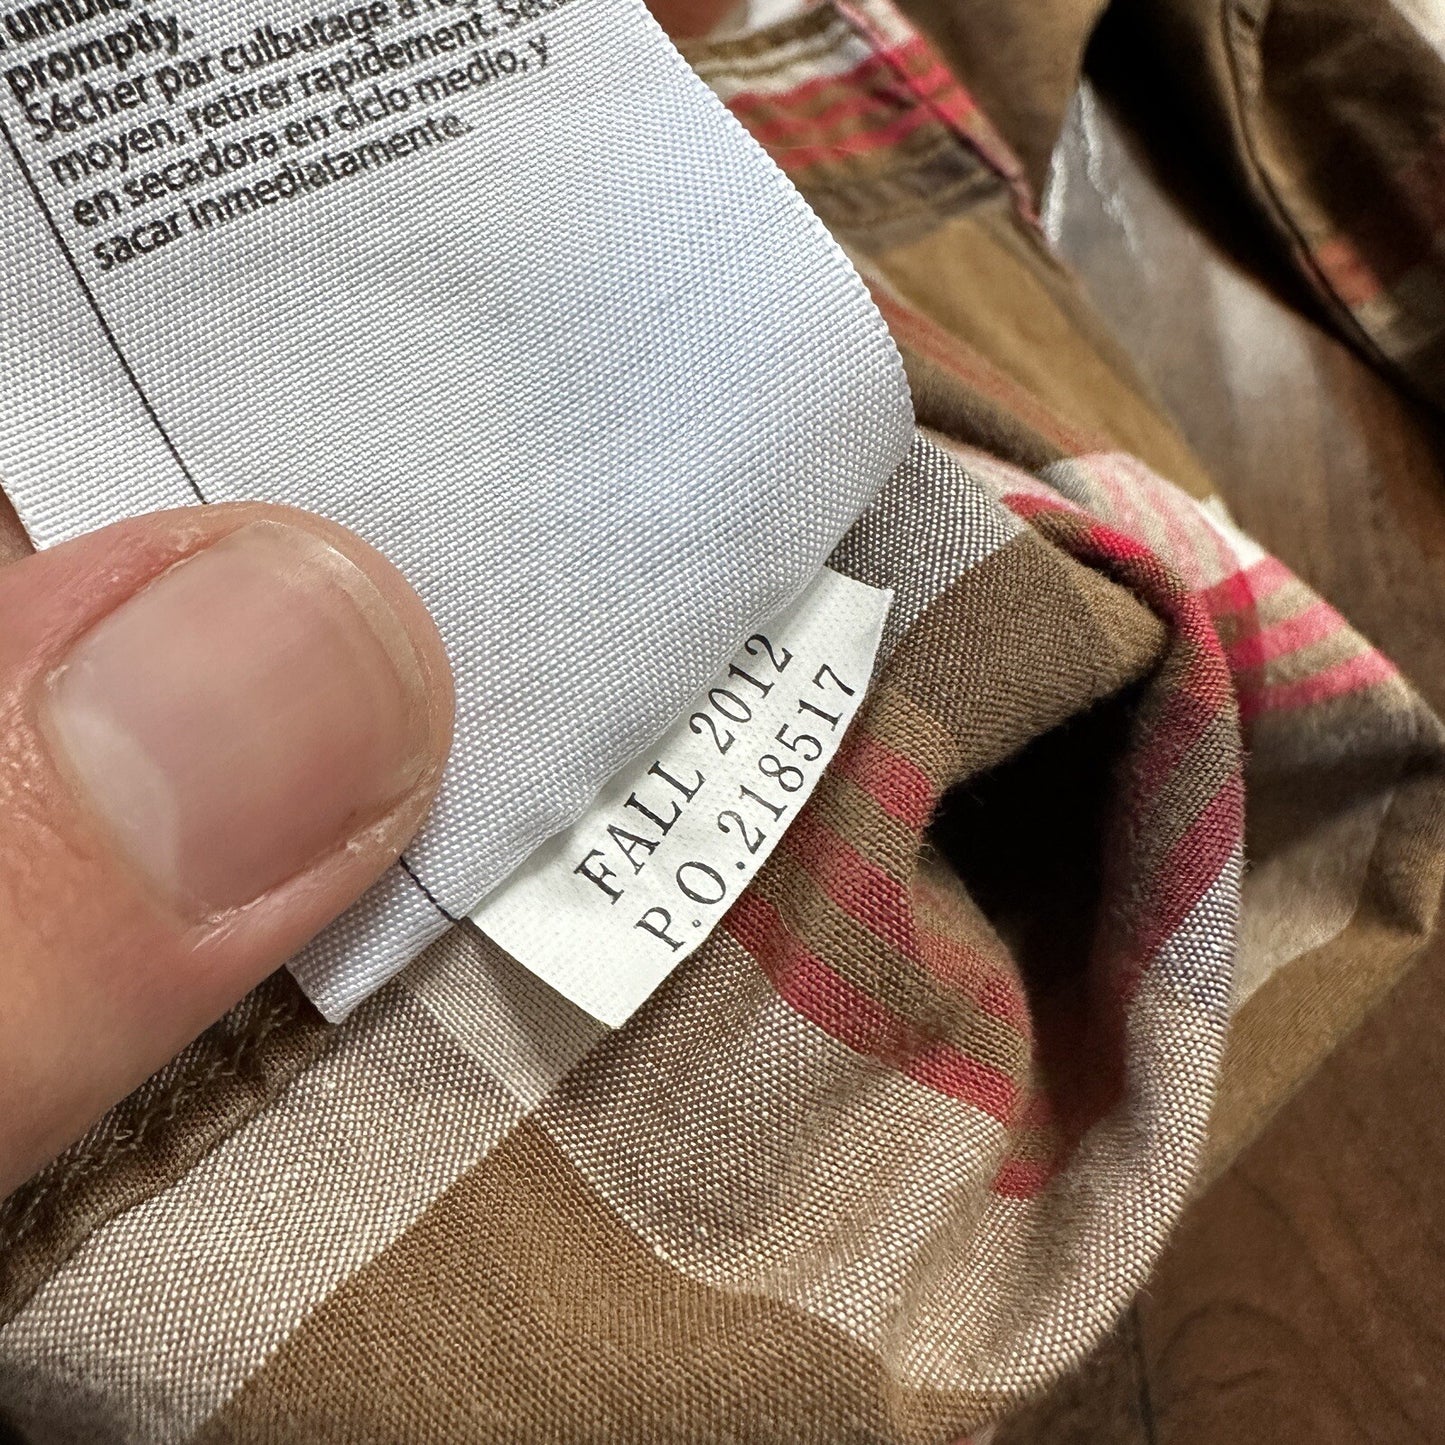 promptly.
Sécher par culbutage à
moyen, retirer rapidement.
en secadora en ciclo medio, y
sacar inmediatamente.
FALL 2012
P.O.218517